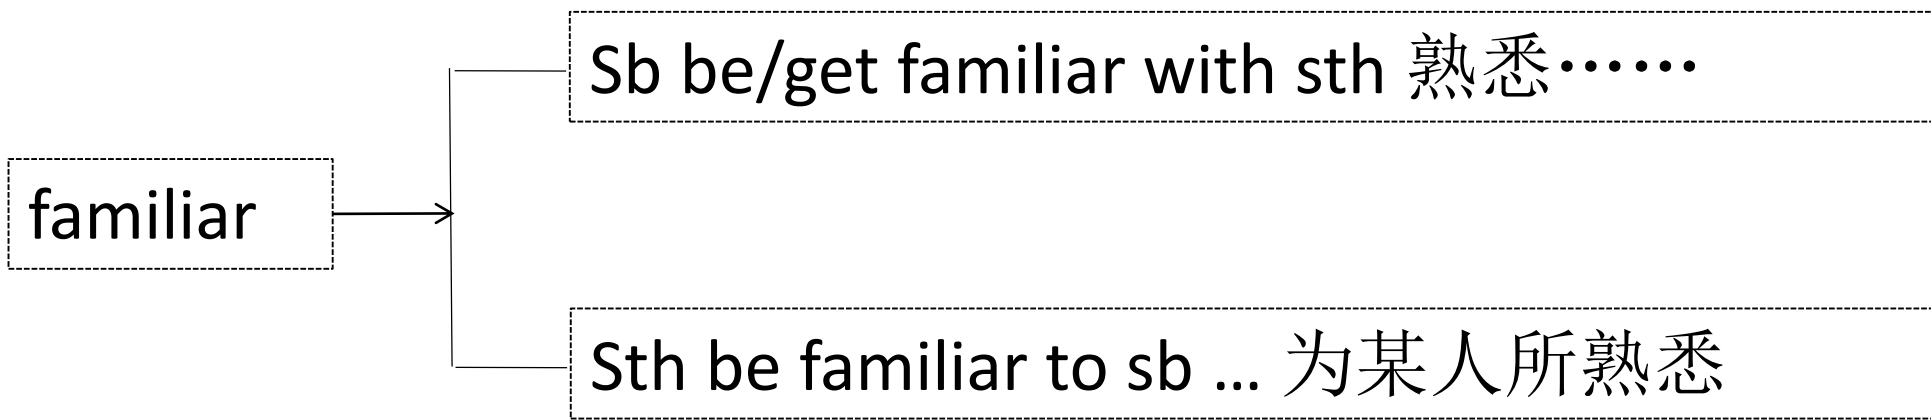 Sb be/get familiar with sth 熟悉……
familiar
Sth be familiar to sb ... 为某人所熟悉